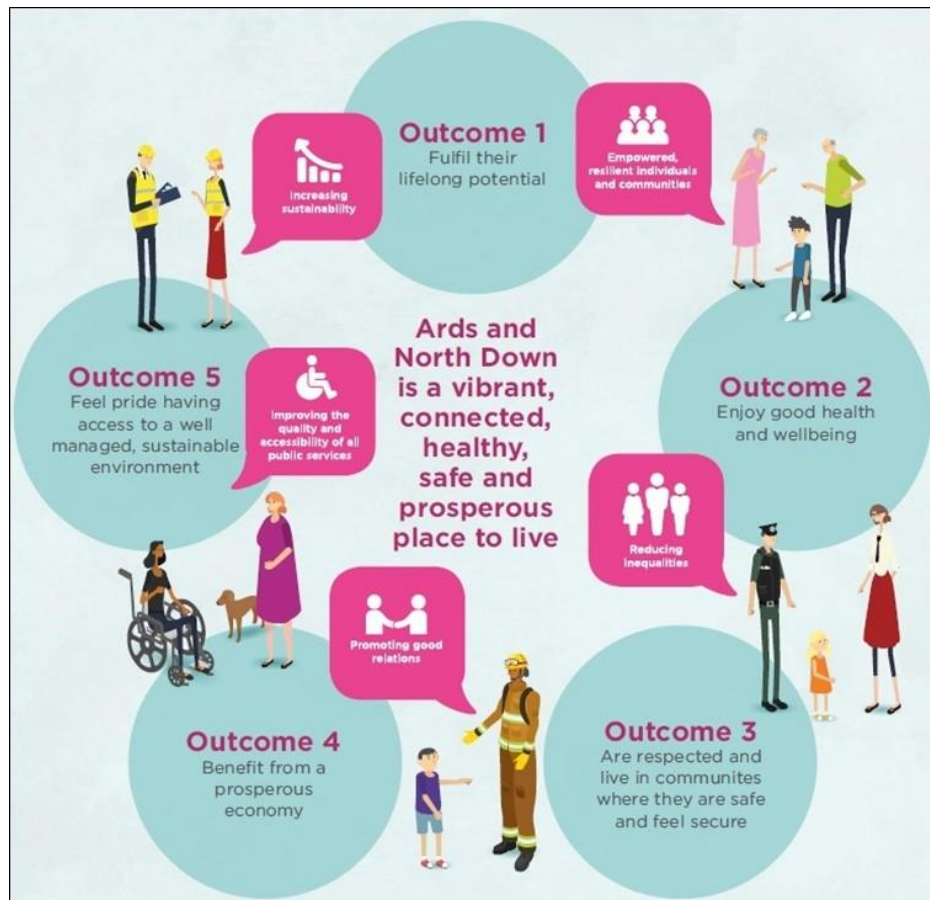 Outcome 1
Fulfil their
lifelong potential
Increasing
sustainability
Empowered,
resilient individuals
and communities
Ards and
North Down
is a vibrant,
connected,
healthy,
safe and
prosperous
place to live
Outcome 2
Enjoy good health
and wellbeing
Reducing
inequalities
Outcome 3
Are respected and
live in communites
where they are safe
and feel secure
Promoting good
relations
Outcome 4
Benefit from a
prosperous
economy
Outcome 5
Feel pride having
access to a well
managed, sustainable
environment
Improving the
quality and
accessibility of all
public services